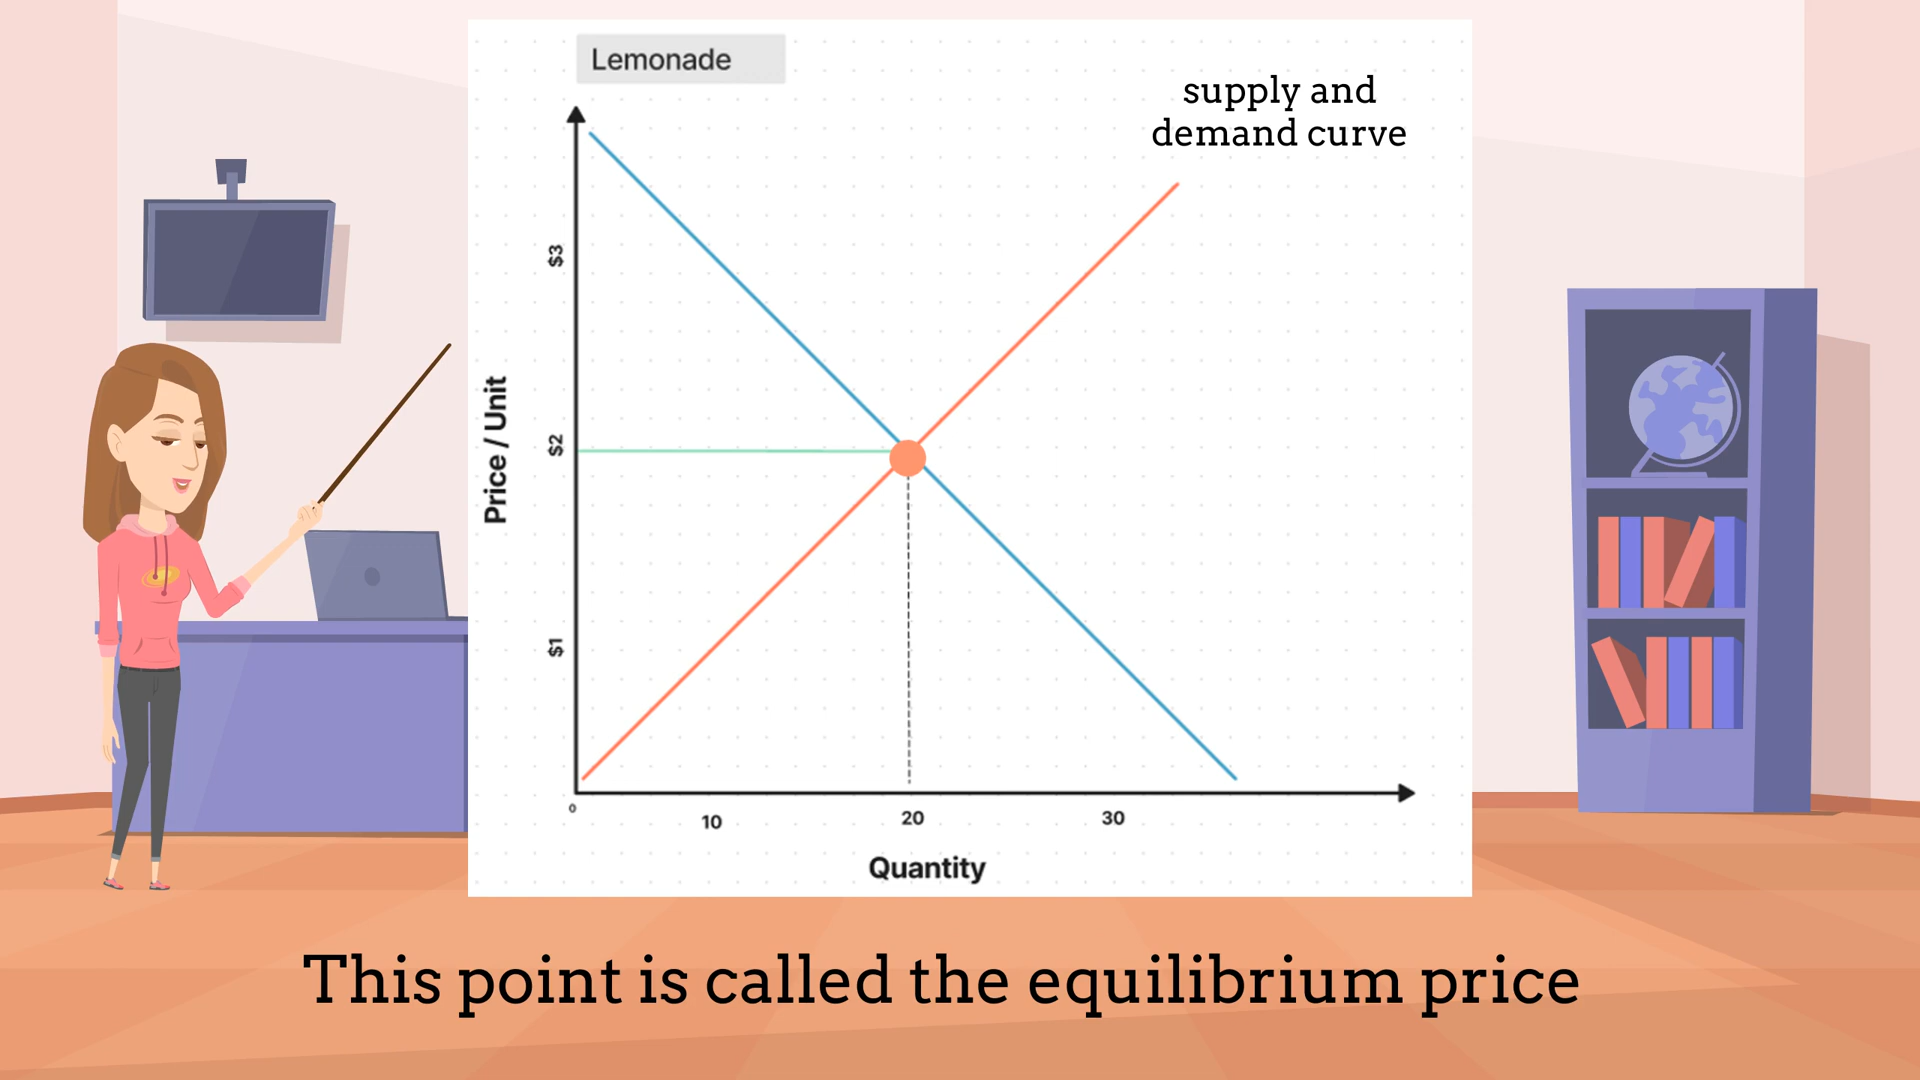 Lemonade
supply and
demand curve
$3
$2
$1
Price / Unit
0
10
20
30
Quantity
This point is called the equilibrium price